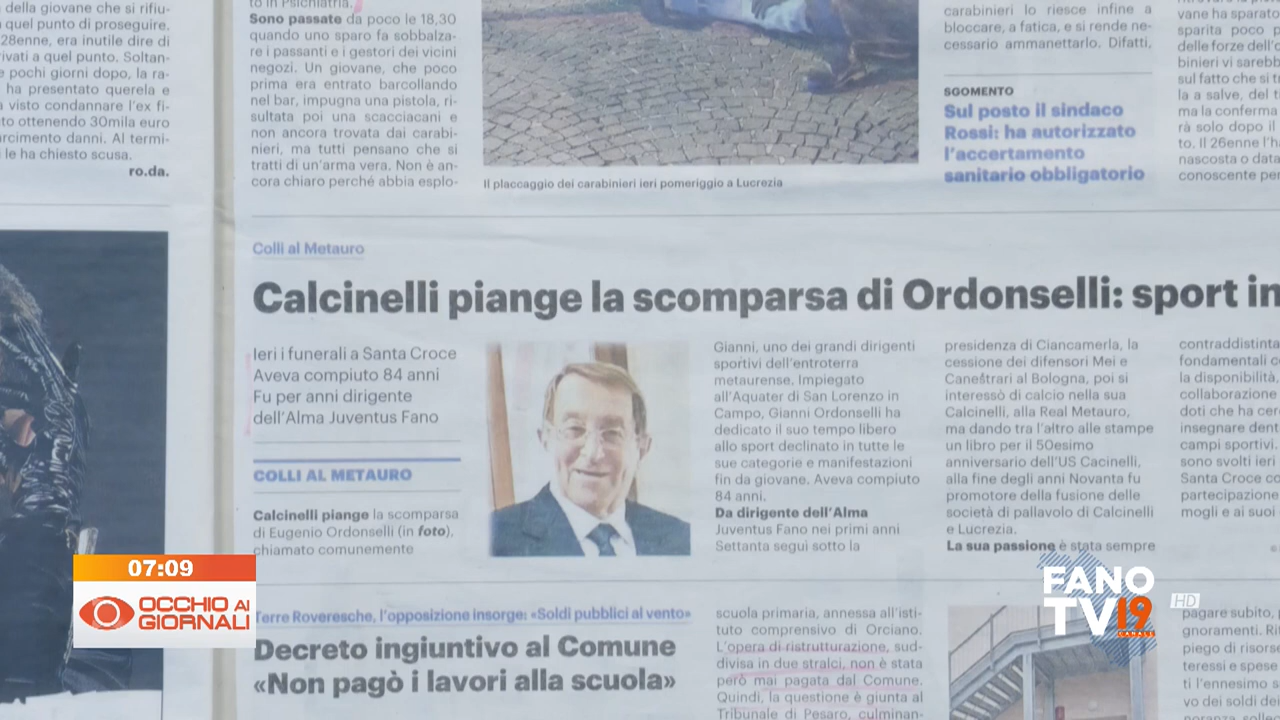 della giovane che si rifiu-
quel punto di proseguire.
28enne, era inutile dire di
rivati a quel punto. Soltan-
pochi giorni dopo, la ra-
ha presentato querela e
visto condannare l'ex fi-
to ottenendo 30mila euro
arcimento danni. Al termi-
le ha chiesto scusa.
ro.da.
to in Psichiatria.
Sono passate da poco le 18,30
quando uno sparo fa sobbalza-
re i passanti e i gestori dei vicini
negozi. Un giovane, che poco
prima era entrato barcollando
nel bar, impugna una pistola, ri-
sultata poi una scacciacani e
non ancora trovata dai carabi-
nieri, ma tutti pensano che si
tratti di un'arma vera. Non è an-
cora chiaro perché abbia esplo-
Il placcaggio dei carabinieri ieri pomeriggio a Lucrezia
carabinieri lo riesce infine a
bloccare, a fatica, e si rende ne-
cessario ammanettarlo. Difatti,
SGOMENTO
Sul posto il sindaco
Rossi: ha autorizzato
l'accertamento
sanitario obbligatorio
vane ha sparato
sparita poco p
delle forze dell'o
binieri vi sarebb
sul fatto che si t
la a salve, del t
ma la conferma
rà solo dopo il
to. Il 26enne l'h
nascosta o data
conoscente per
Colli al Metauro
Calcinelli piange la scomparsa di Ordonselli: sport in
Ieri i funerali a Santa Croce
Aveva compiuto 84 anni
Fu per anni dirigente
dell'Alma Juventus Fano
COLLI AL METAURO
Calcinelli piange la scomparsa
di Eugenio Ordonselli (in foto),
chiamato comunemente
Gianni, uno dei grandi dirigenti
sportivi dell'entroterra
metaurense. Impiegato
all'Aquater di San Lorenzo in
Campo, Gianni Ordonselli ha
dedicato il suo tempo libero
allo sport declinato in tutte le
sue categorie e manifestazioni
fin da giovane. Aveva compiuto
84 anni.
Da dirigente dell'Alma
Juventus Fano nei primi anni
Settanta seguì sotto la
presidenza di Ciancamerla, la
cessione dei difensori Mei e
Canestrari al Bologna, poi si
interessò di calcio nella sua
Calcinelli, alla Real Metauro,
ma dando tra l'altro alle stampe
un libro per il 50esimo
anniversario dell'US Cacinelli,
alla fine degli anni Novanta fu
promotore della fusione delle
società di pallavolo di Calcinelli
e Lucrezia.
La sua passione è stata sempre
contraddistinta
fondamentali c
la disponibilità,
collaborazione
doti che ha cer
insegnare dent
campi sportivi.
sono svolti ieri
Santa Croce co
partecipazione
mogli e ai suoi
Terre Roveresche, l'opposizione insorge: «Soldi pubblici al vento»
Decreto ingiuntivo al Comune
«Non pagò i lavori alla scuola»
scuola primaria, annessa all'isti-
tuto comprensivo di Orciano.
L'opera di ristrutturazione, sud-
divisa in due stralci, non è stata
però mai pagata dal Comune.
Quindi, la questione è giunta al
Tribunale di Pesaro, culminan-
pagare subito,
gnoramenti. Ri
piego di risorse
teressi e spese
ti l'ennesimo s
vo dei soldi dei
07:09
OCCHIO AI
GIORNALI
FANO
TV19
CANALE
HD